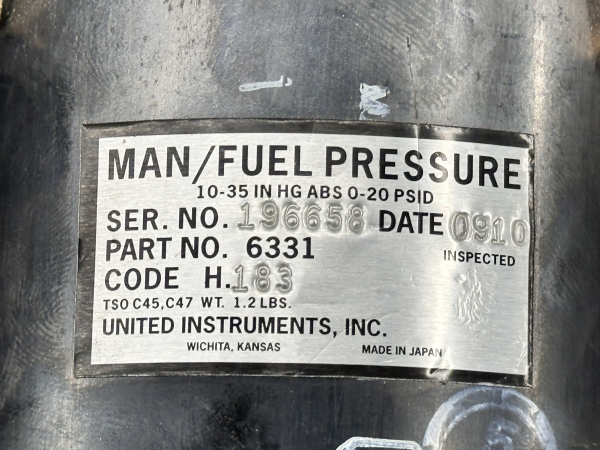 MAN/FUEL PRESSURE
10-35 IN HG ABS 0-20 PSID
SER. NO. 196658 DATE 0910
PART NO. 6331 INSPECTED
CODE H.183
TSO C45,C47 WT. 1.2 LBS.
UNITED INSTRUMENTS, INC.
WICHITA, KANSAS MADE IN JAPAN